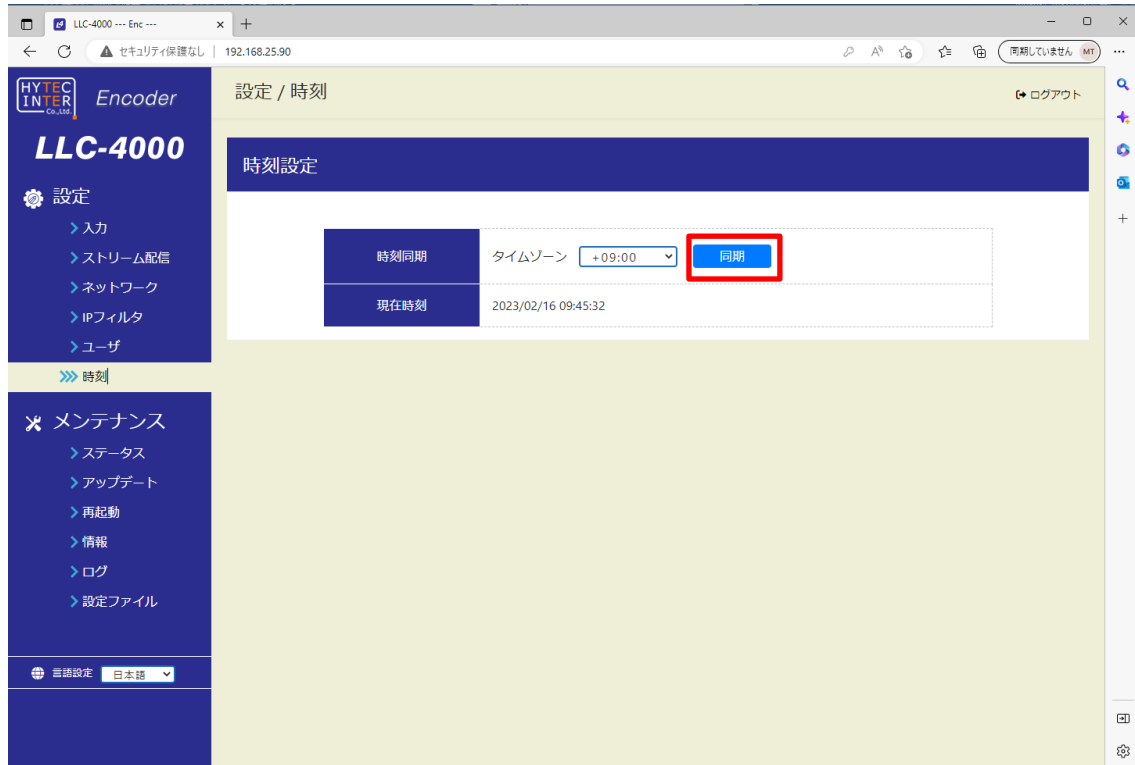 LLC-4000 --- Enc ---
セキュリティ保護なし
192.168.25.90
同期していません MT
HYTEC
INTER
Co.,Ltd.
Encoder
LLC-4000
設定 / 時刻
ログアウト
設定
入力
ストリーム配信
ネットワーク
IPフィルタ
ユーザ
時刻
メンテナンス
ステータス
アップデート
再起動
情報
ログ
設定ファイル
言語設定 日本語
時刻設定
時刻同期 タイムゾーン +09:00 同期
現在時刻 2023/02/16 09:45:32